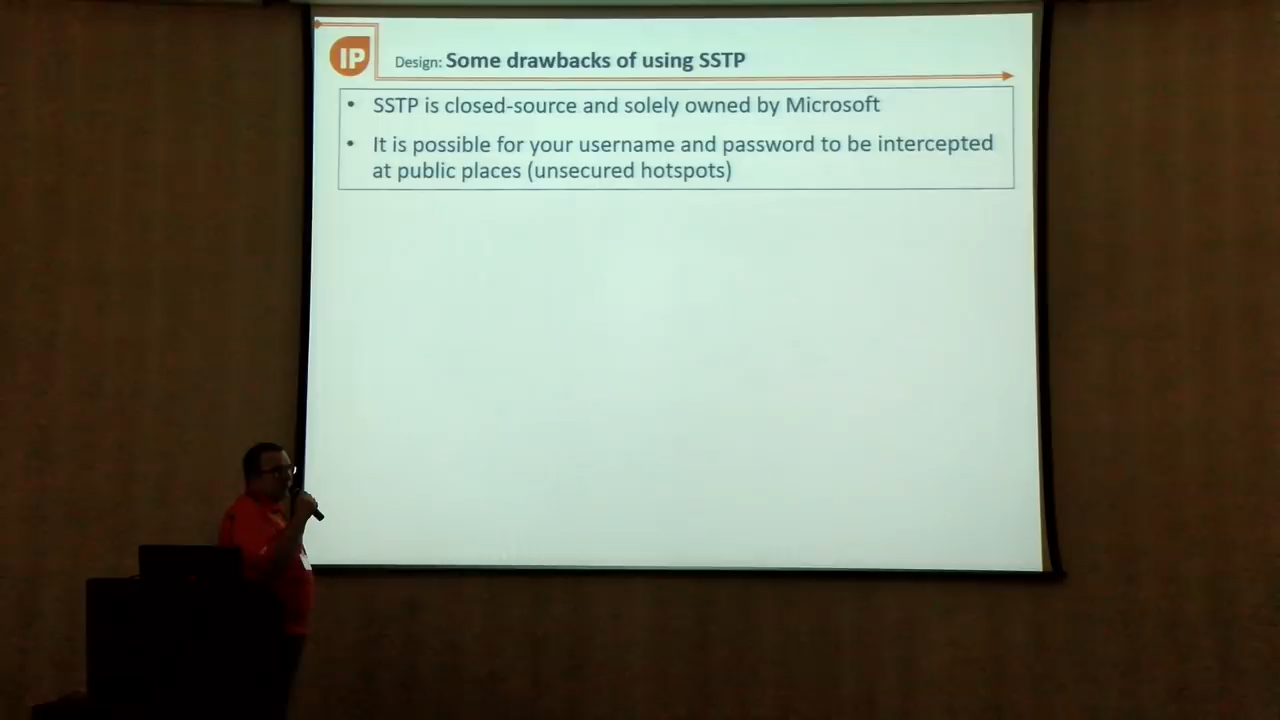 IP
Design: Some drawbacks of using SSTP
• SSTP is closed-source and solely owned by Microsoft
• It is possible for your username and password to be intercepted
at public places (unsecured hotspots)